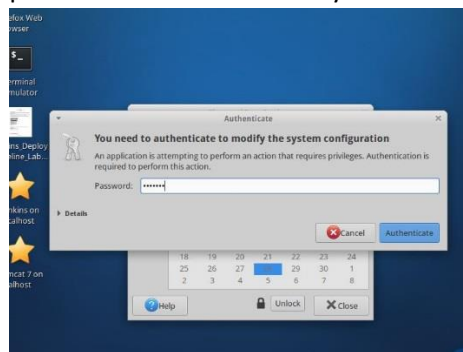 efox Web
owser
$_
erminal
mulator
ns_Deploy
line_Lab...
nkins on
calhost
mcat 7 on
alhost
Authenticate
You need to authenticate to modify the system configuration
An application is attempting to perform an action that requires privileges. Authentication is
required to perform this action.
Password: •••••••
Details
Cancel Authenticate
18 19 20 21 22 23 24
25 26 27 29 30 1
2 3 4 5 6 7 8
Help Unlock Close